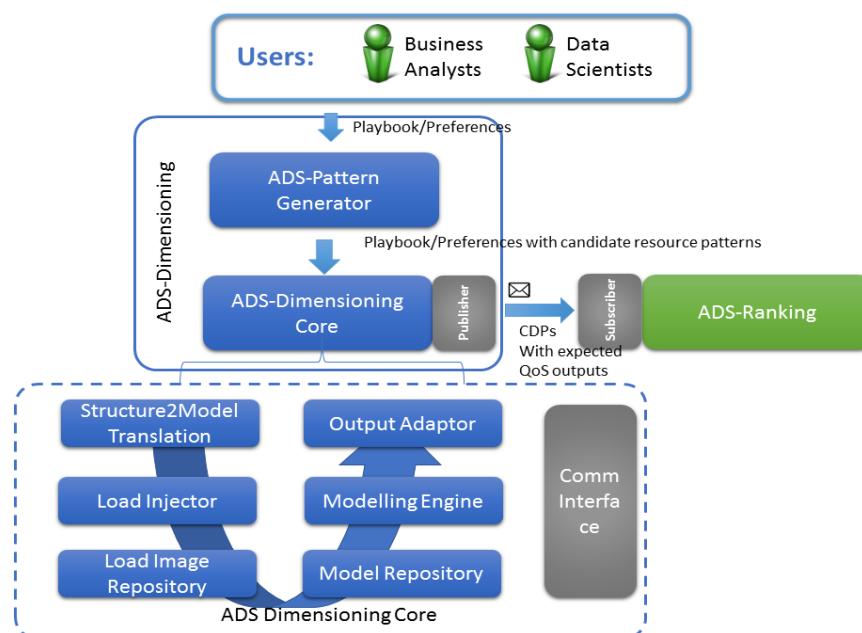 Users:
Business
Analysts
Data
Scientists
Playbook/Preferences
ADS-Dimensioning
ADS-Pattern
Generator
Playbook/Preferences with candidate resource patterns
ADS-Dimensioning
Core
Publisher
CDPs
With expected
QoS outputs
Subscriber
ADS-Ranking
Structure2Model
Translation
Output Adaptor
Load Injector
Modelling Engine
Load Image
Repository
Model Repository
Comm
Interfa
ce
ADS Dimensioning Core